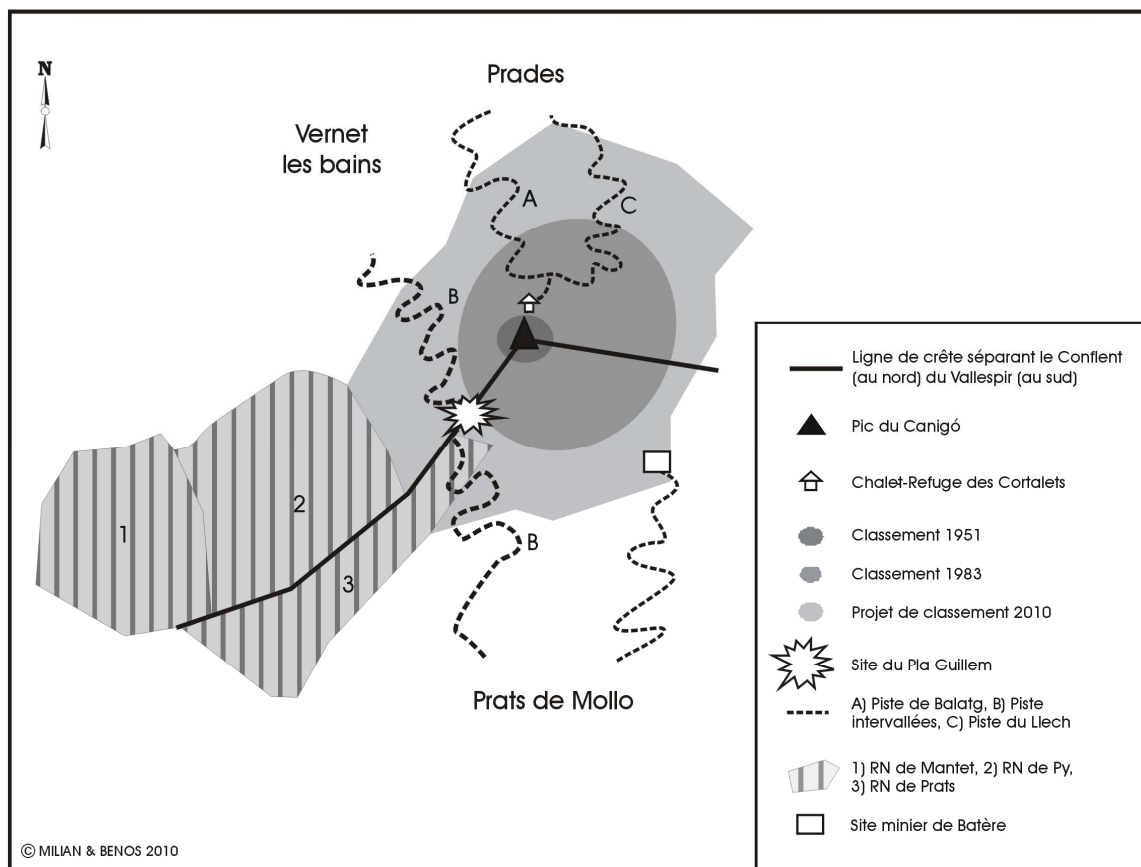 N
Prades
Vernet
les bains
A
C
B
1
2
3
B
Prats de Mollo
Ligne de crête séparant le Conflent
(au nord) du Vallespir (au sud)
Pic du Canigó
Chalet-Refuge des Cortalets
Classement 1951
Classement 1983
Projet de classement 2010
Site du Pla Guillem
A) Piste de Balatg, B) Piste
intervallées, C) Piste du Llech
1) RN de Mantet, 2) RN de Py,
3) RN de Prats
Site minier de Batère
© MILIAN & BENOS 2010